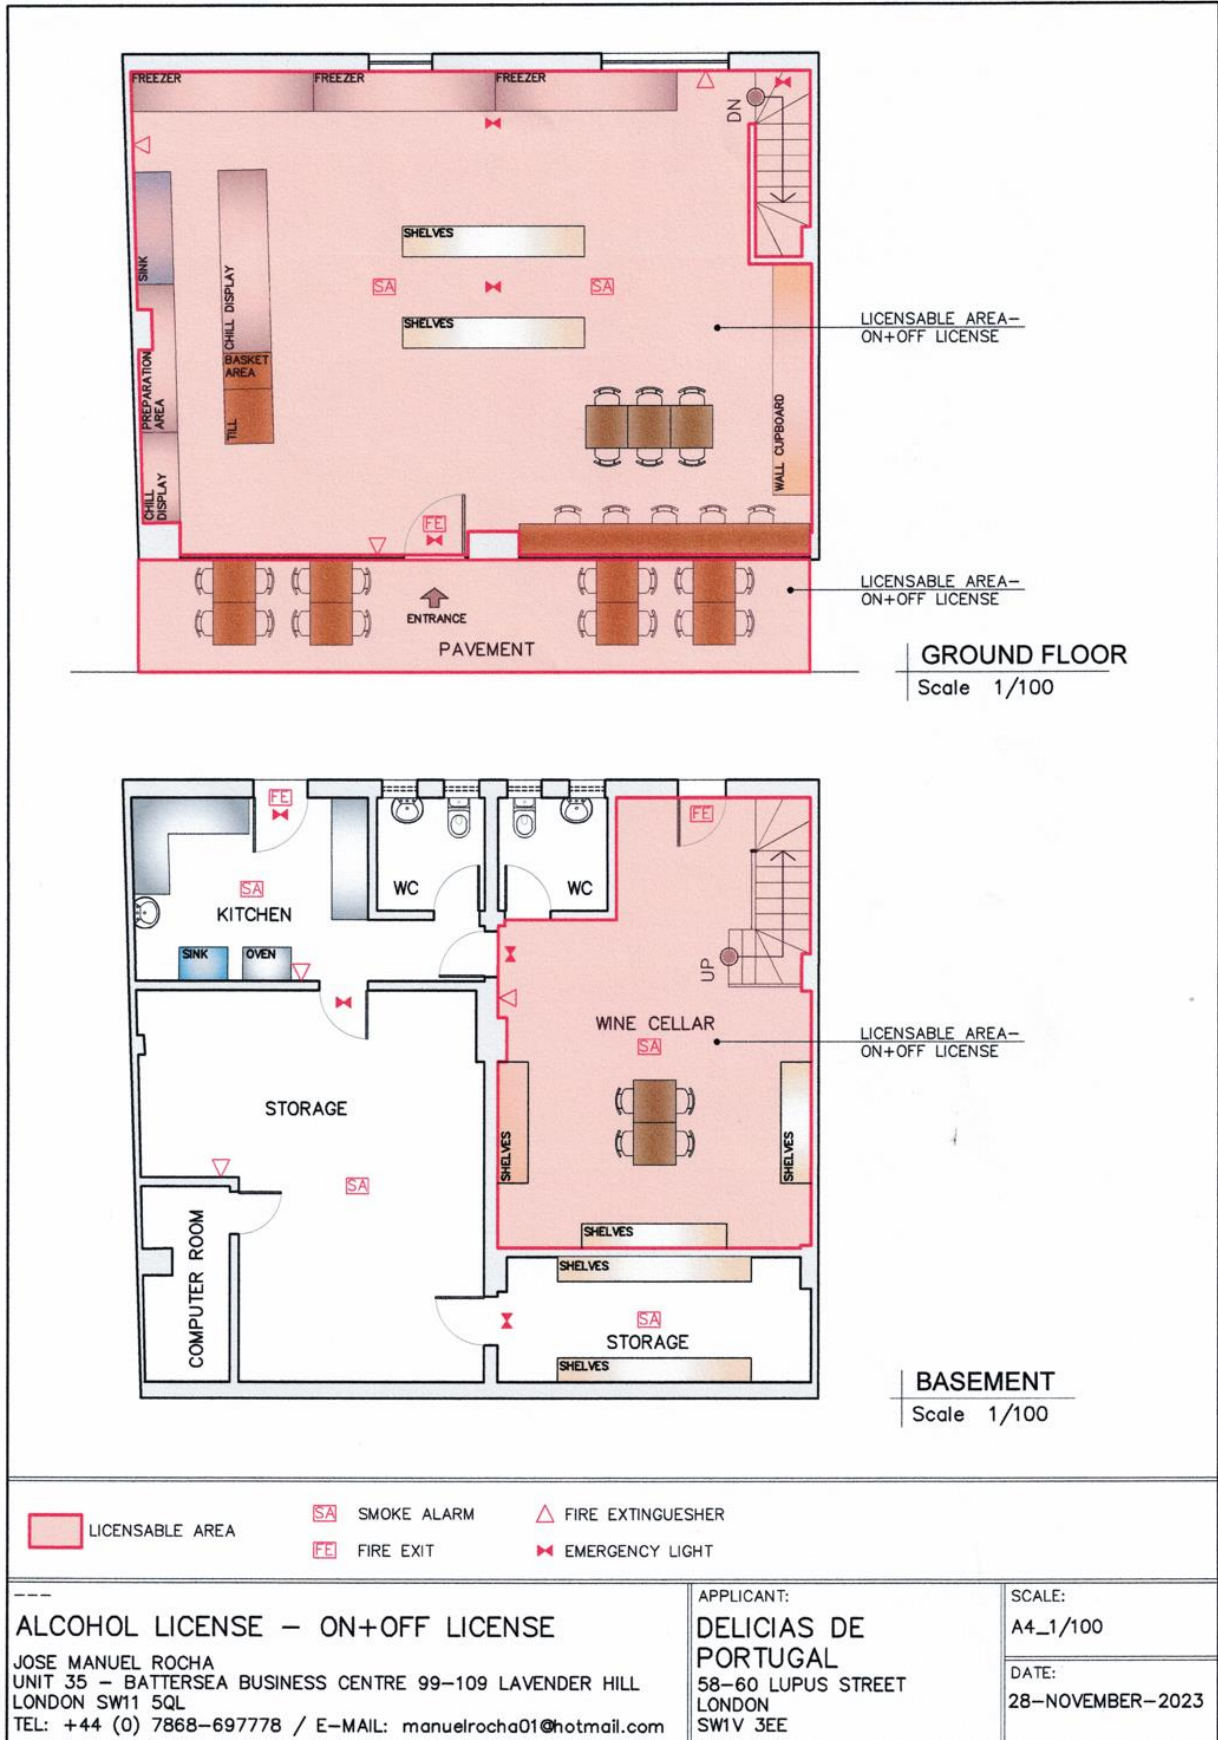 FREEZER
FREEZER
FREEZER
DN
SINK
CHILL DISPLAY
SHELVES
SA
SA
SHELVES
LICENSABLE AREA-
ON+OFF LICENSE
BASKET
AREA
TILL
PREPARATION
AREA
WALL CUPBOARD
CHILL
DISPLAY
FE
LICENSABLE AREA-
ON+OFF LICENSE
ENTRANCE
PAVEMENT
GROUND FLOOR
Scale 1/100
FE
FE
SA
WC
WC
KITCHEN
SINK
OVEN
UP
WINE CELLAR
SA
LICENSABLE AREA-
ON+OFF LICENSE
STORAGE
SHELVES
SHELVES
SA
COMPUTER ROOM
SHELVES
SHELVES
SA
STORAGE
SHELVES
BASEMENT
Scale 1/100
LICENSABLE AREA
SA SMOKE ALARM
FIRE EXTINGUESHER
FE FIRE EXIT
EMERGENCY LIGHT
---
ALCOHOL LICENSE - ON+OFF LICENSE
JOSE MANUEL ROCHA
UNIT 35 - BATTERSEA BUSINESS CENTRE 99-109 LAVENDER HILL
LONDON SW11 5QL
TEL: +44 (0) 7868-697778 / E-MAIL: manuelrocha01@hotmail.com
APPLICANT:
DELICIAS DE
PORTUGAL
58-60 LUPUS STREET
LONDON
SW1V 3EE
SCALE:
A4_1/100
DATE:
28-NOVEMBER-2023